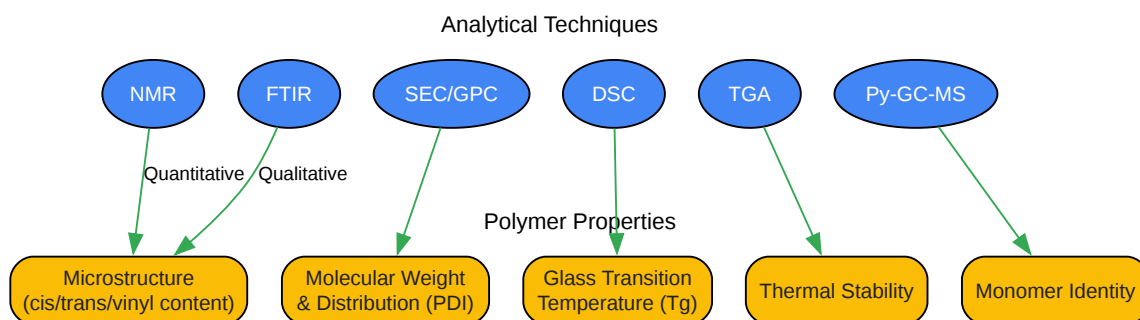 Analytical Techniques
NMR
FTIR
SEC/GPC
DSC
TGA
Py-GC-MS
Quantitative
Qualitative
Polymer Properties
Microstructure
(cis/trans/vinyl content)
Molecular Weight
& Distribution (PDI)
Glass Transition
Temperature (Tg)
Thermal Stability
Monomer Identity